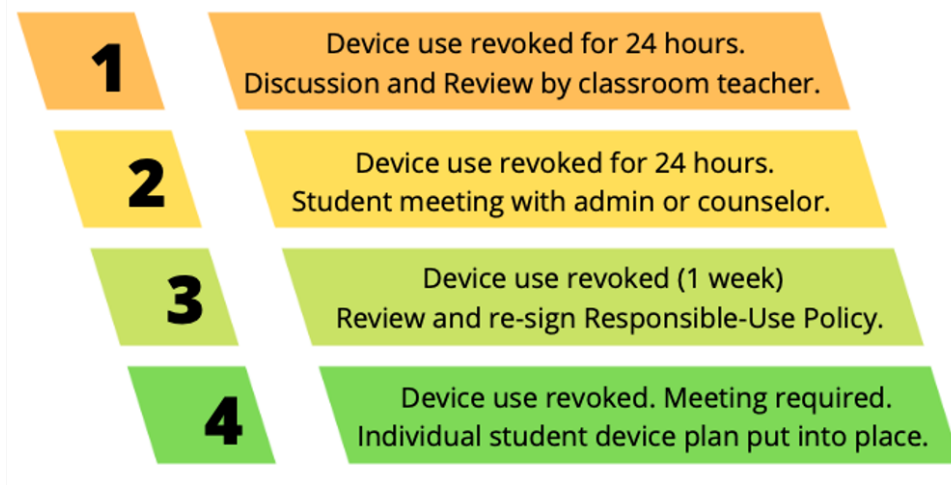 1
Device use revoked for 24 hours.
Discussion and Review by classroom teacher.
2
Device use revoked for 24 hours.
Student meeting with admin or counselor.
3
Device use revoked (1 week)
Review and re-sign Responsible-Use Policy.
4
Device use revoked. Meeting required.
Individual student device plan put into place.